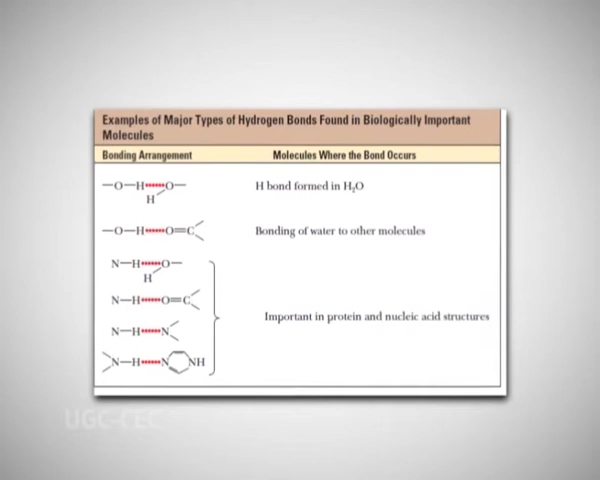 Examples of Major Types of Hydrogen Bonds Found in Biologically Important
Molecules
Bonding Arrangement Molecules Where the Bond Occurs
—O—H┅O— H bond formed in H₂O
H
—O—H┅O=C Bonding of water to other molecules
N—H┅O—
H
N—H┅O=C
Important in protein and nucleic acid structures
N—H┅N
N—H┅N NH
UGC-CEC